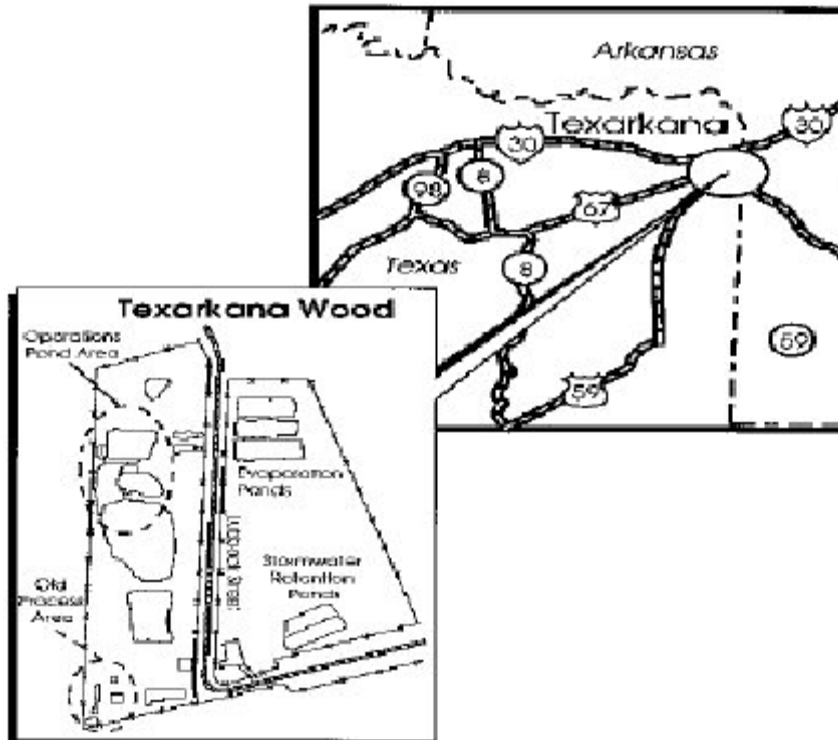 Arkansas
Texarkana
30
30
98
8
67
Texas
8
59
59
Texarkana Wood
Operations
Pond Area
Evaporation
Ponds
Street
Stormwater
Retention
Ponds
Old
Process
Area